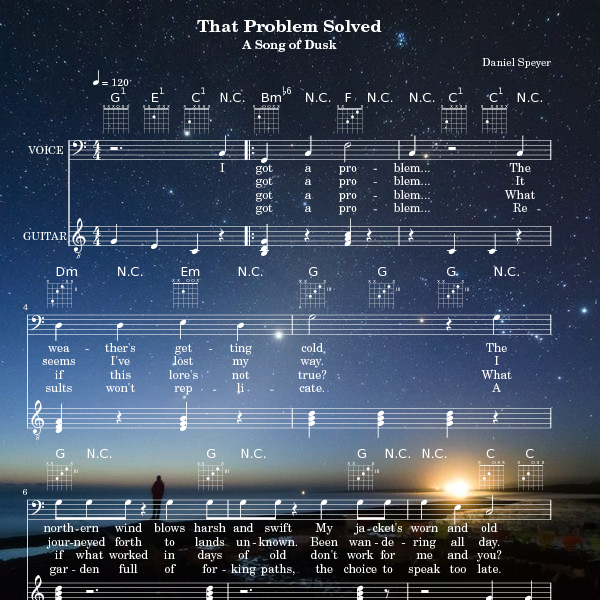 That Problem Solved
A Song of Dusk
Daniel Speyer
= 120
G1 E1 C1 N.C. Bm♭6 N.C. F N.C. N.C. C1 C1 N.C.
VOICE
I got a pro - blem... The
got a pro - blem... It
got a pro - blem... What
got a pro - blem... Re -
GUITAR
Dm N.C. Em N.C. G G G N.C.
4
wea - ther's get - ting cold, The
seems I've lost my way. I
if this lore's not true? What
sults won't rep - li - cate. A
G N.C. G N.C. G N.C. N.C. C C
6
north-ern wind blows harsh and swift My ja-cket's worn and old
jour-neyed forth to lands un-known. Been wan-de-ring all day.
if what worked in days of old don't work for me and you?
gar-den full of for-king paths, the choice to speak too late.